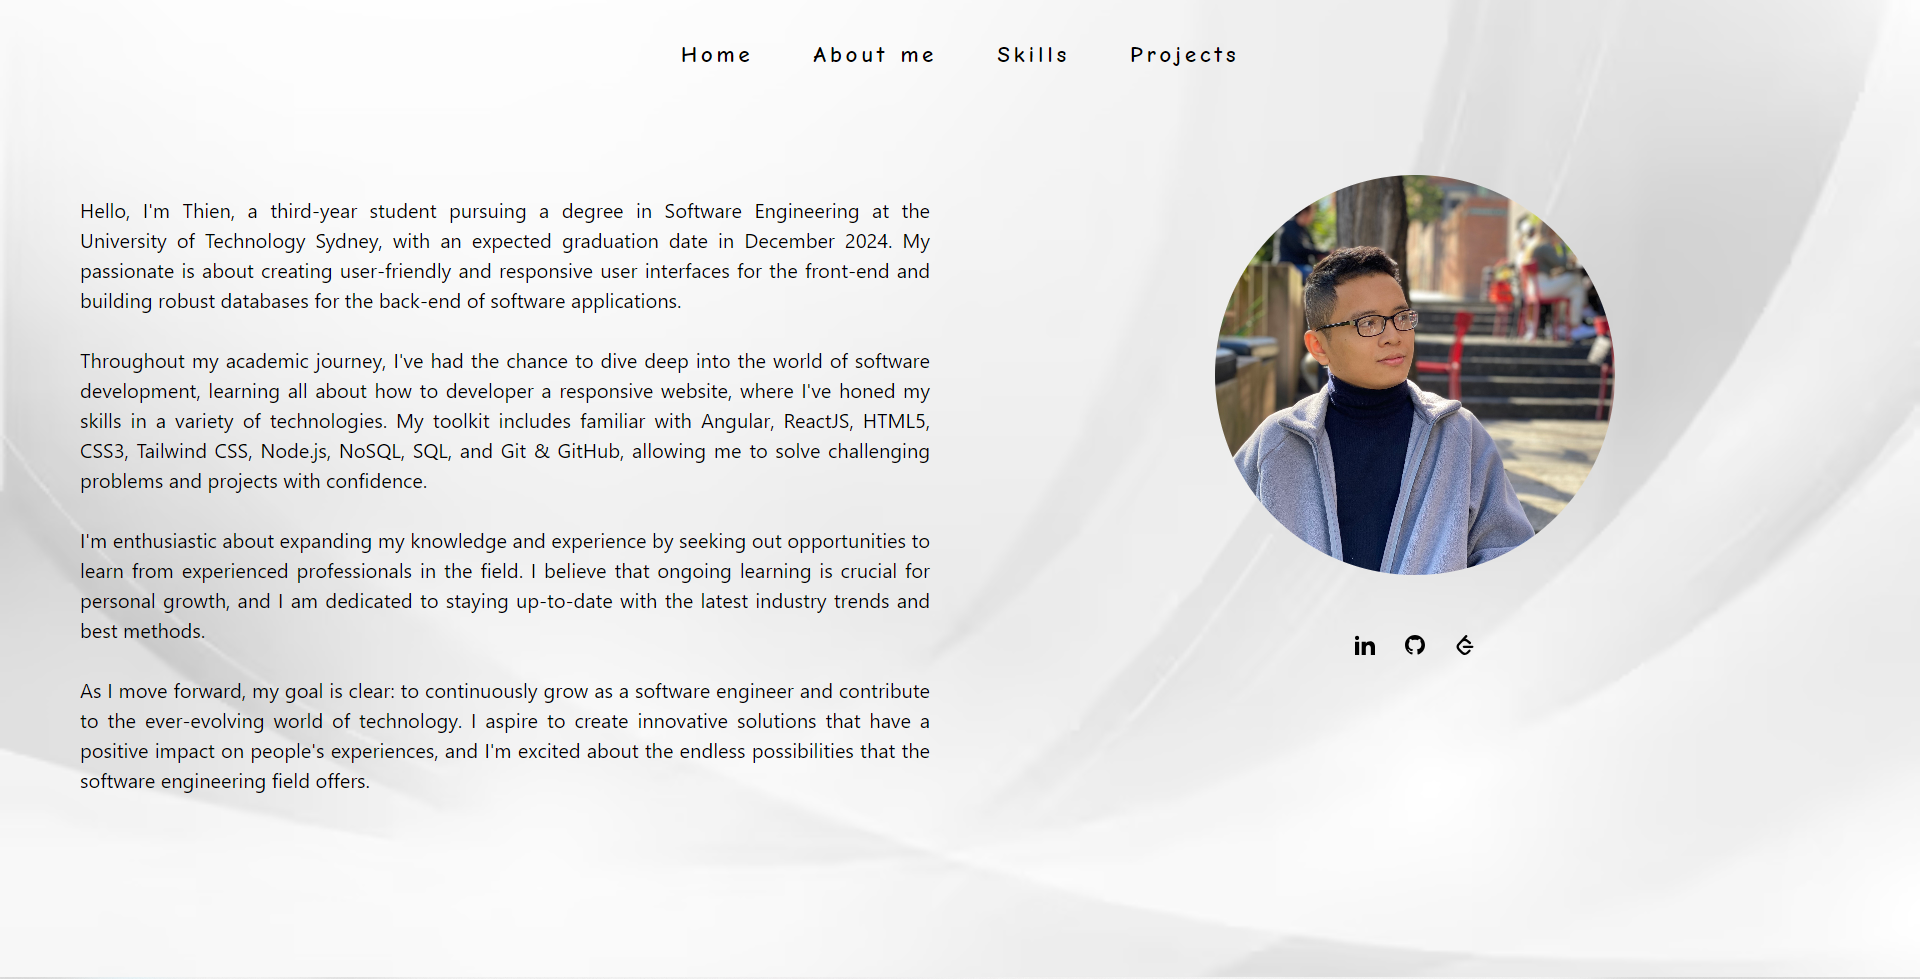 Home About me Skills Projects
Hello, I'm Thien, a third-year student pursuing a degree in Software Engineering at the
University of Technology Sydney, with an expected graduation date in December 2024. My
passionate is about creating user-friendly and responsive user interfaces for the front-end and
building robust databases for the back-end of software applications.
Throughout my academic journey, I've had the chance to dive deep into the world of software
development, learning all about how to developer a responsive website, where I've honed my
skills in a variety of technologies. My toolkit includes familiar with Angular, ReactJS, HTML5,
CSS3, Tailwind CSS, Node.js, NoSQL, SQL, and Git & GitHub, allowing me to solve challenging
problems and projects with confidence.
I'm enthusiastic about expanding my knowledge and experience by seeking out opportunities to
learn from experienced professionals in the field. I believe that ongoing learning is crucial for
personal growth, and I am dedicated to staying up-to-date with the latest industry trends and
best methods.
As I move forward, my goal is clear: to continuously grow as a software engineer and contribute
to the ever-evolving world of technology. I aspire to create innovative solutions that have a
positive impact on people's experiences, and I'm excited about the endless possibilities that the
software engineering field offers.
in